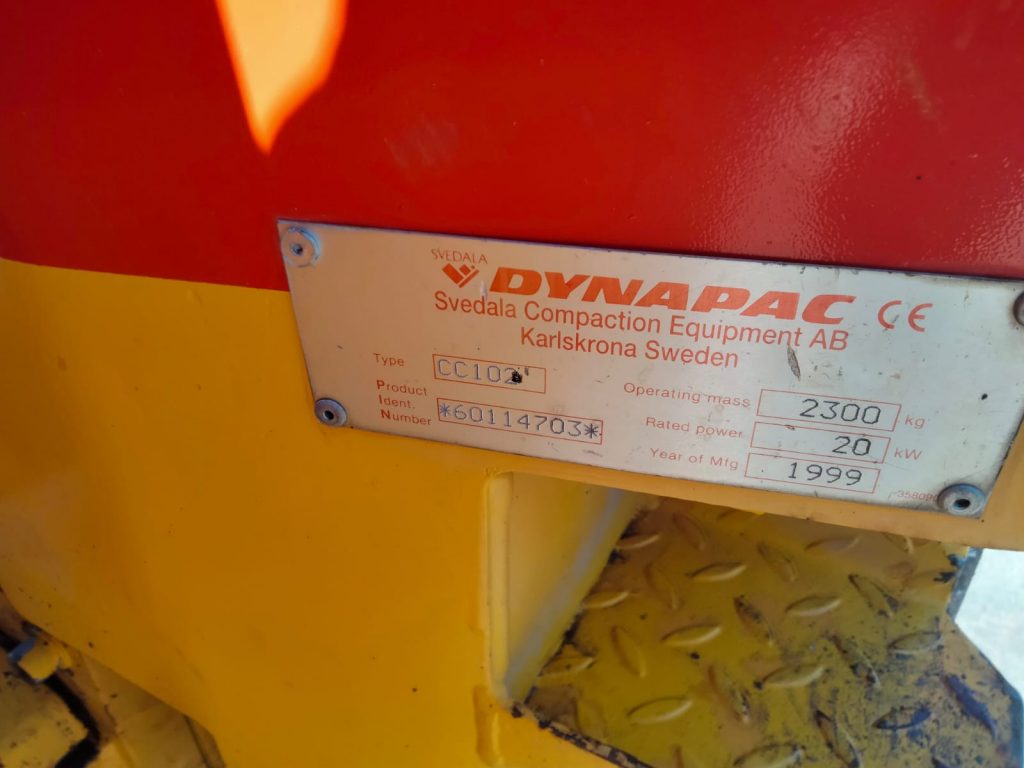 SVEDALA
DYNAPAC CE
Svedala Compaction Equipment AB
Karlskrona Sweden
Type CC102
Product
Ident.
Number *60114703*
Operating mass 2300 kg
Rated power 20 kW
Year of Mfg 1999